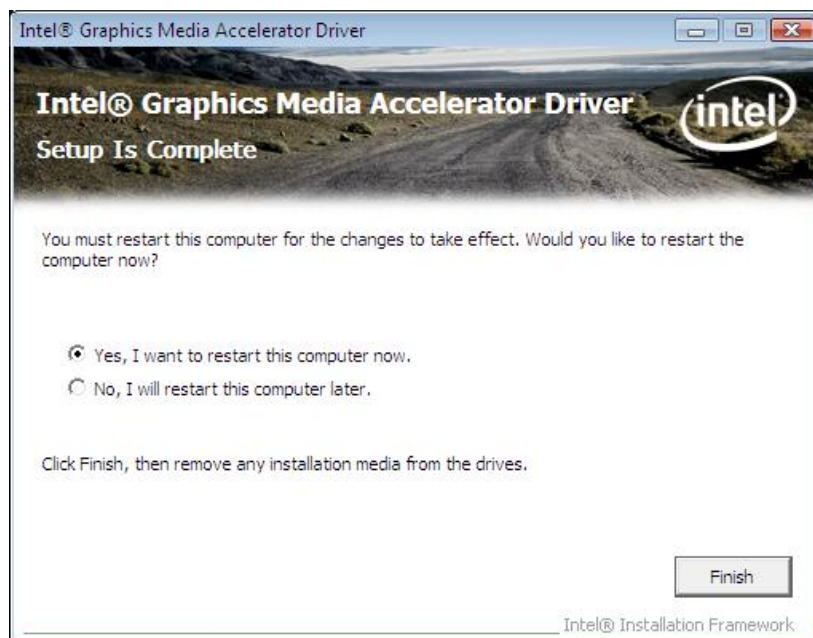 Intel® Graphics Media Accelerator Driver
Intel® Graphics Media Accelerator Driver
intel
Setup Is Complete
You must restart this computer for the changes to take effect. Would you like to restart the
computer now?
Yes, I want to restart this computer now.
No, I will restart this computer later.
Click Finish, then remove any installation media from the drives.
Finish
Intel® Installation Framework